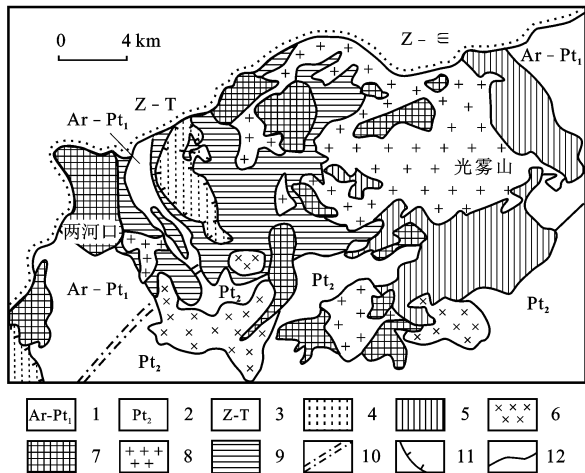 0 4 km
Z-∈
Ar-Pt₁
Z-T
Ar-Pt₁
光雾山
两河口
Ar-Pt₁
Pt₂
Pt₂
Pt₂
Pt₂
Ar-Pt₁ 1 Pt₂ 2 Z-T 3 4 5 6
7 8 9 10 11 12